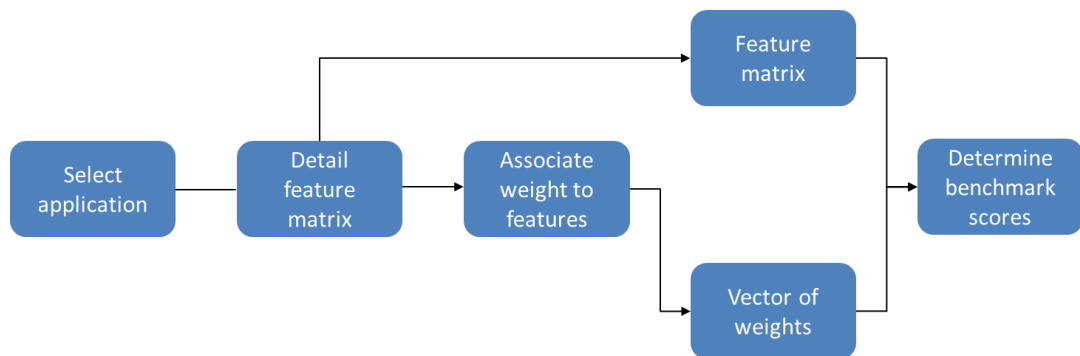 Select
application
Detail
feature
matrix
Associate
weight to
features
Feature
matrix
Vector of
weights
Determine
benchmark
scores